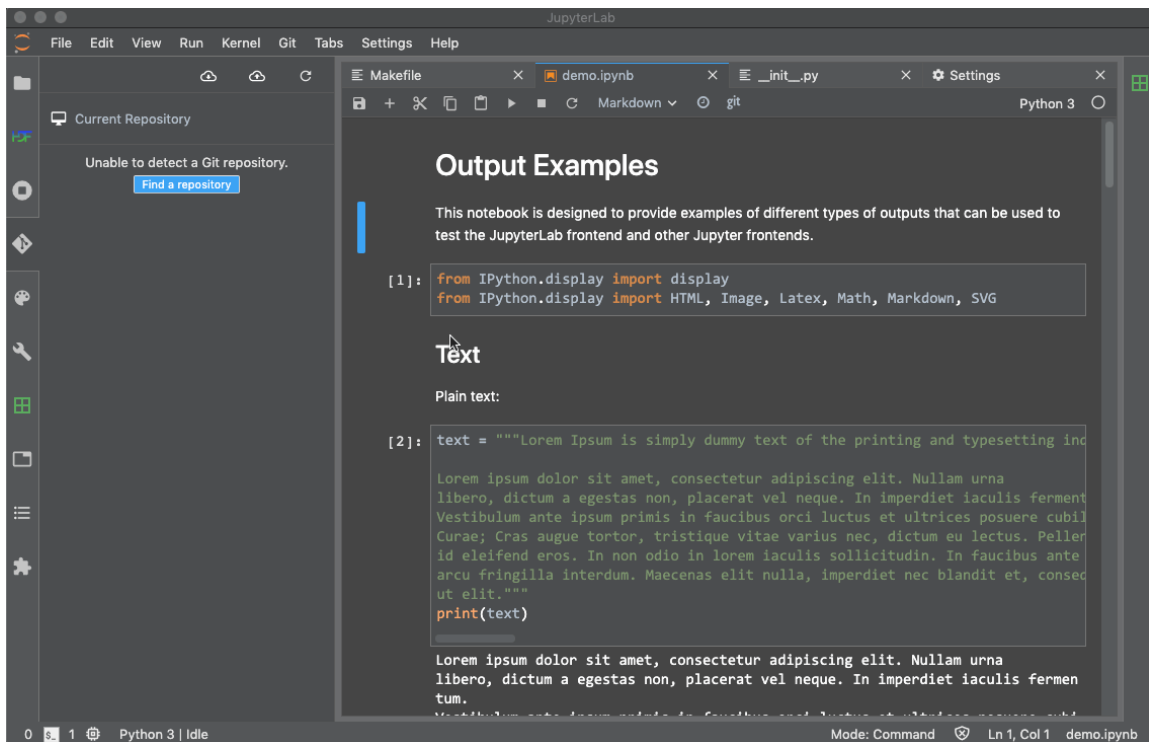 JupyterLab
File Edit View Run Kernel Git Tabs Settings Help
Makefile demo.ipynb __init__.py Settings
Markdown git Python 3
Current Repository
Unable to detect a Git repository.
Find a repository
Output Examples
This notebook is designed to provide examples of different types of outputs that can be used to
test the JupyterLab frontend and other Jupyter frontends.
[1]: from IPython.display import display
from IPython.display import HTML, Image, Latex, Math, Markdown, SVG
Text
Plain text:
[2]: text = """Lorem Ipsum is simply dummy text of the printing and typesetting ind
Lorem ipsum dolor sit amet, consectetur adipiscing elit. Nullam urna
libero, dictum a egestas non, placerat vel neque. In imperdiet iaculis ferment
Vestibulum ante ipsum primis in faucibus orci luctus et ultrices posuere cubil
Curae; Cras augue tortor, tristique vitae varius nec, dictum eu lectus. Peller
id eleifend eros. In non odio in lorem iaculis sollicitudin. In faucibus ante
arcu fringilla interdum. Maecenas elit nulla, imperdiet nec blandit et, consec
ut elit."""
print(text)
Lorem ipsum dolor sit amet, consectetur adipiscing elit. Nullam urna
libero, dictum a egestas non, placerat vel neque. In imperdiet iaculis fermen
tum.
0 $_ 1 Python 3 | Idle Mode: Command Ln 1, Col 1 demo.ipynb